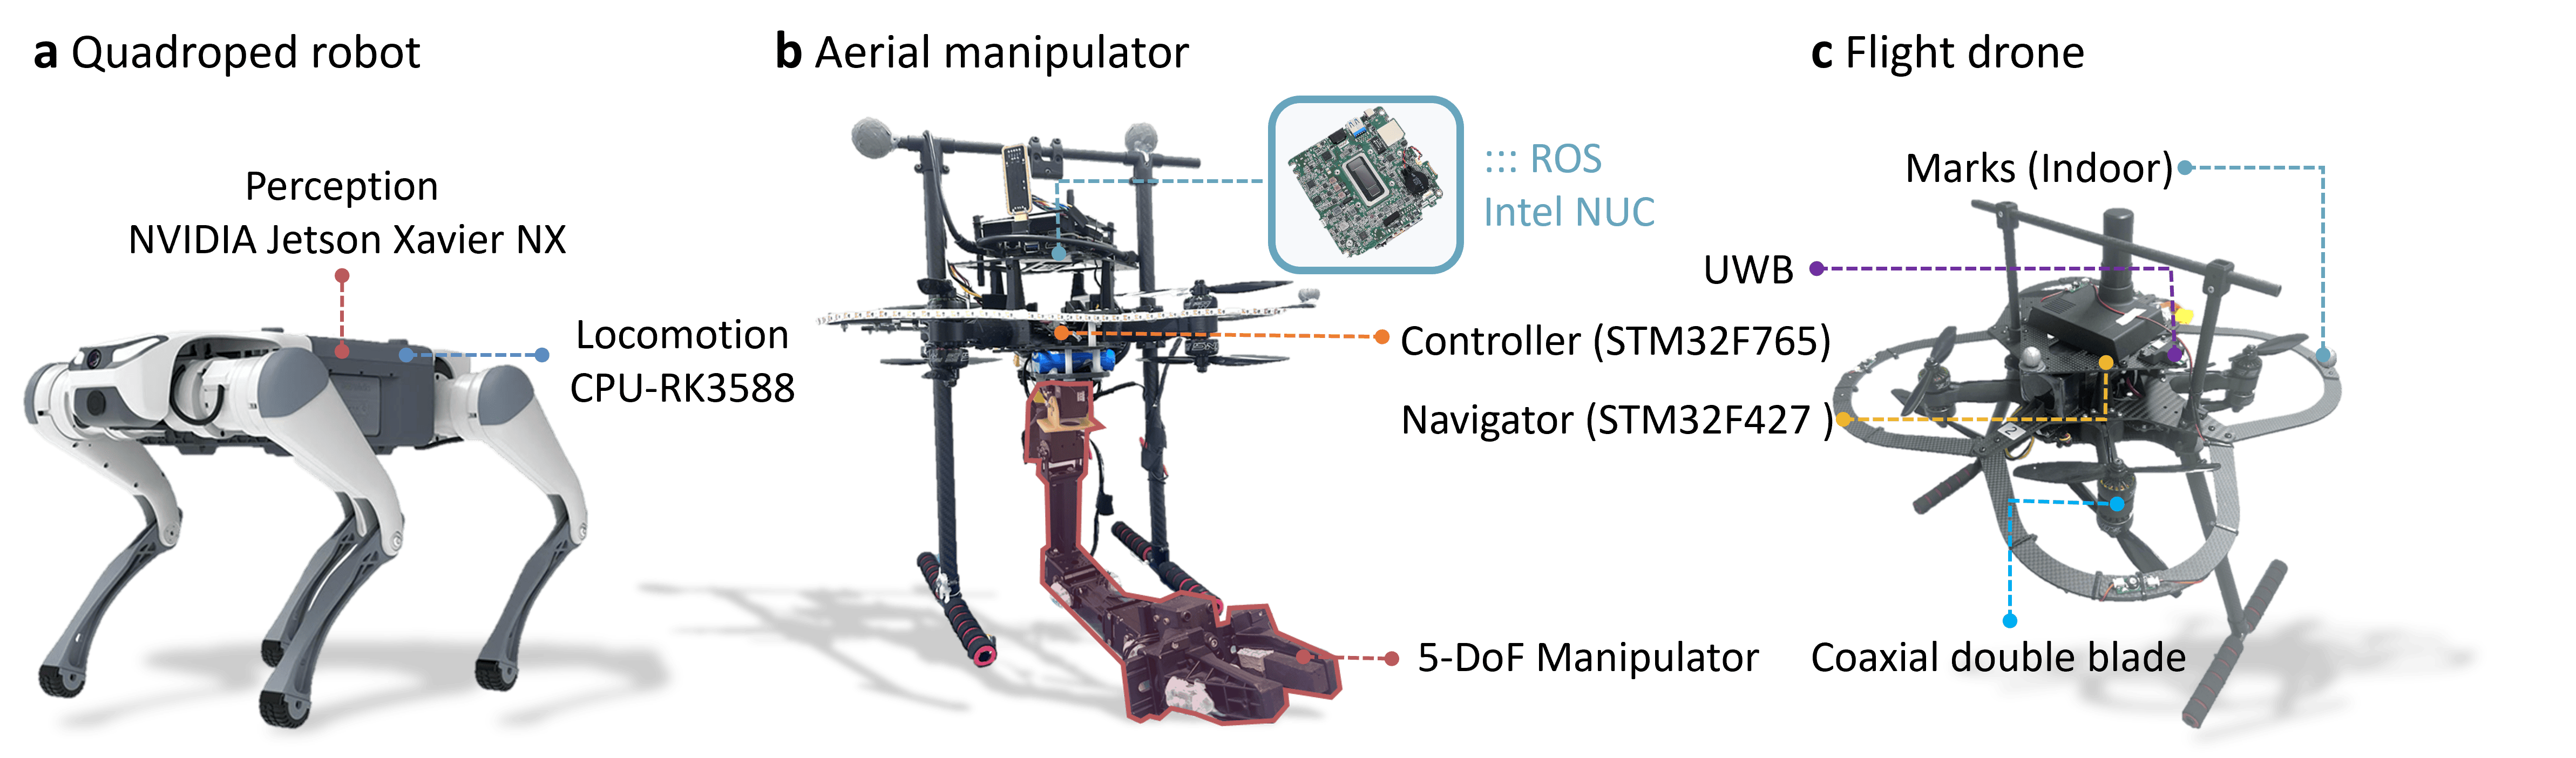 a Quadroped robot
Perception
NVIDIA Jetson Xavier NX
Locomotion
CPU-RK3588
b Aerial manipulator
::: ROS
Intel NUC
Controller (STM32F765)
Navigator (STM32F427 )
5-DoF Manipulator
c Flight drone
Marks (Indoor)
UWB
2
Coaxial double blade